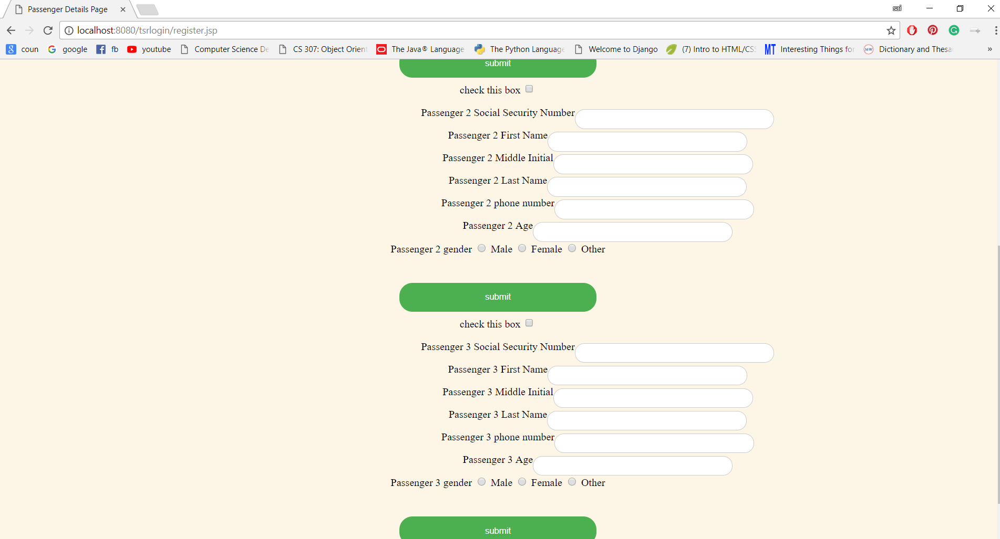 Passenger Details Page
sai
localhost:8080/tsrlogin/register.jsp
coun google fb youtube Computer Science De CS 307: Object Orient The Java® Language The Python Language Welcome to Django (7) Intro to HTML/CSS MT Interesting Things for Dictionary and Thesa »
submit
check this box
Passenger 2 Social Security Number
Passenger 2 First Name
Passenger 2 Middle Initial
Passenger 2 Last Name
Passenger 2 phone number
Passenger 2 Age
Passenger 2 gender Male Female Other
submit
check this box
Passenger 3 Social Security Number
Passenger 3 First Name
Passenger 3 Middle Initial
Passenger 3 Last Name
Passenger 3 phone number
Passenger 3 Age
Passenger 3 gender Male Female Other
submit